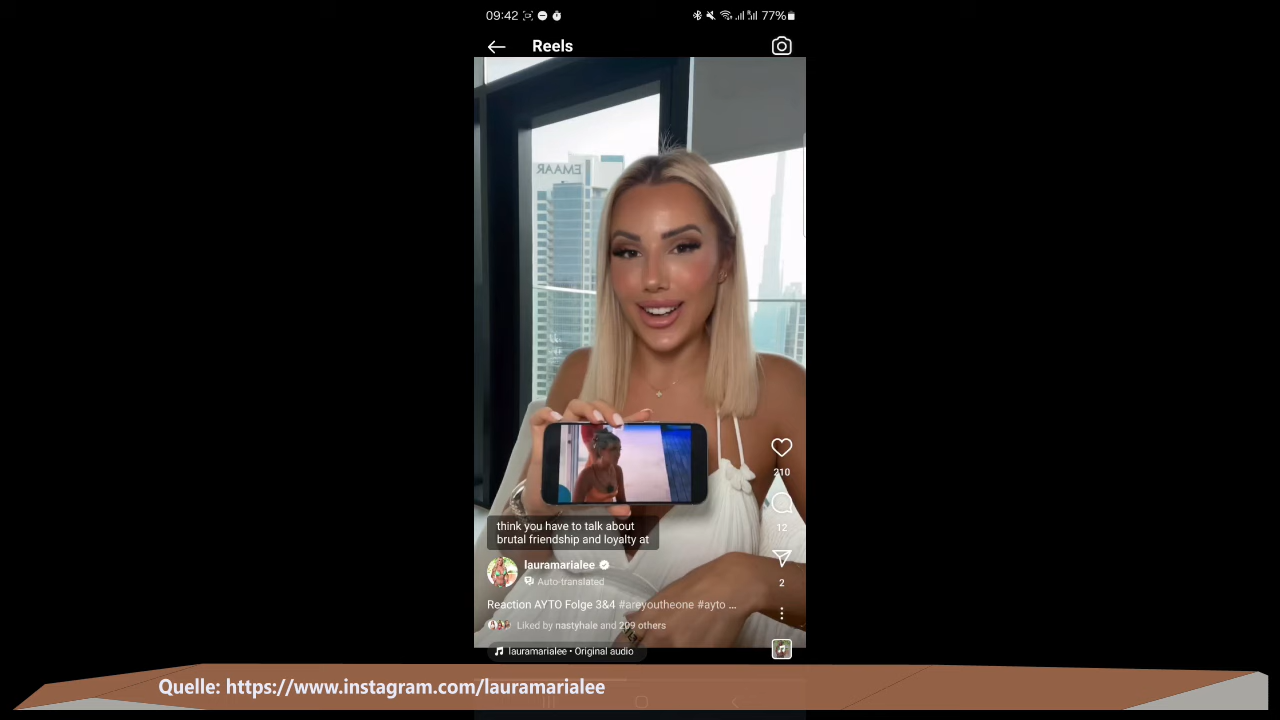 09:42
77%
Reels
EMAAR
210
12
think you have to talk about
brutal friendship and loyalty at
lauramarialee
Auto-translated
2
Reaction AYTO Folge 3&4 #areyoutheone #ayto ...
Liked by nastyhale and 209 others
lauramarialee • Original audio
Quelle: https://www.instagram.com/lauramarialee